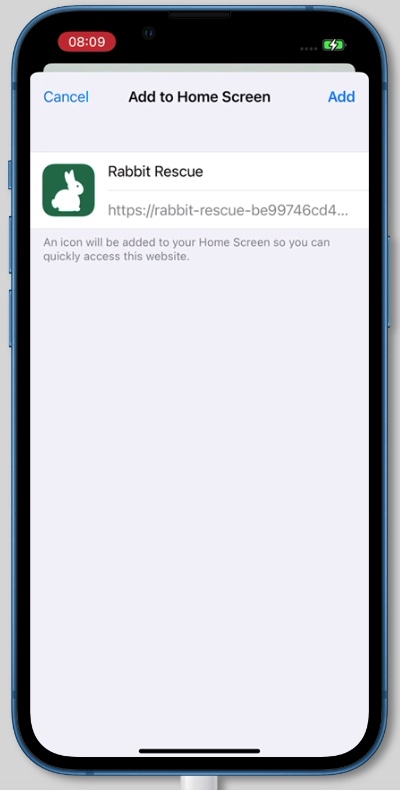 08:09
Cancel
Add to Home Screen
Add
Rabbit Rescue
https://rabbit-rescue-be99746cd4...
An icon will be added to your Home Screen so you can
quickly access this website.